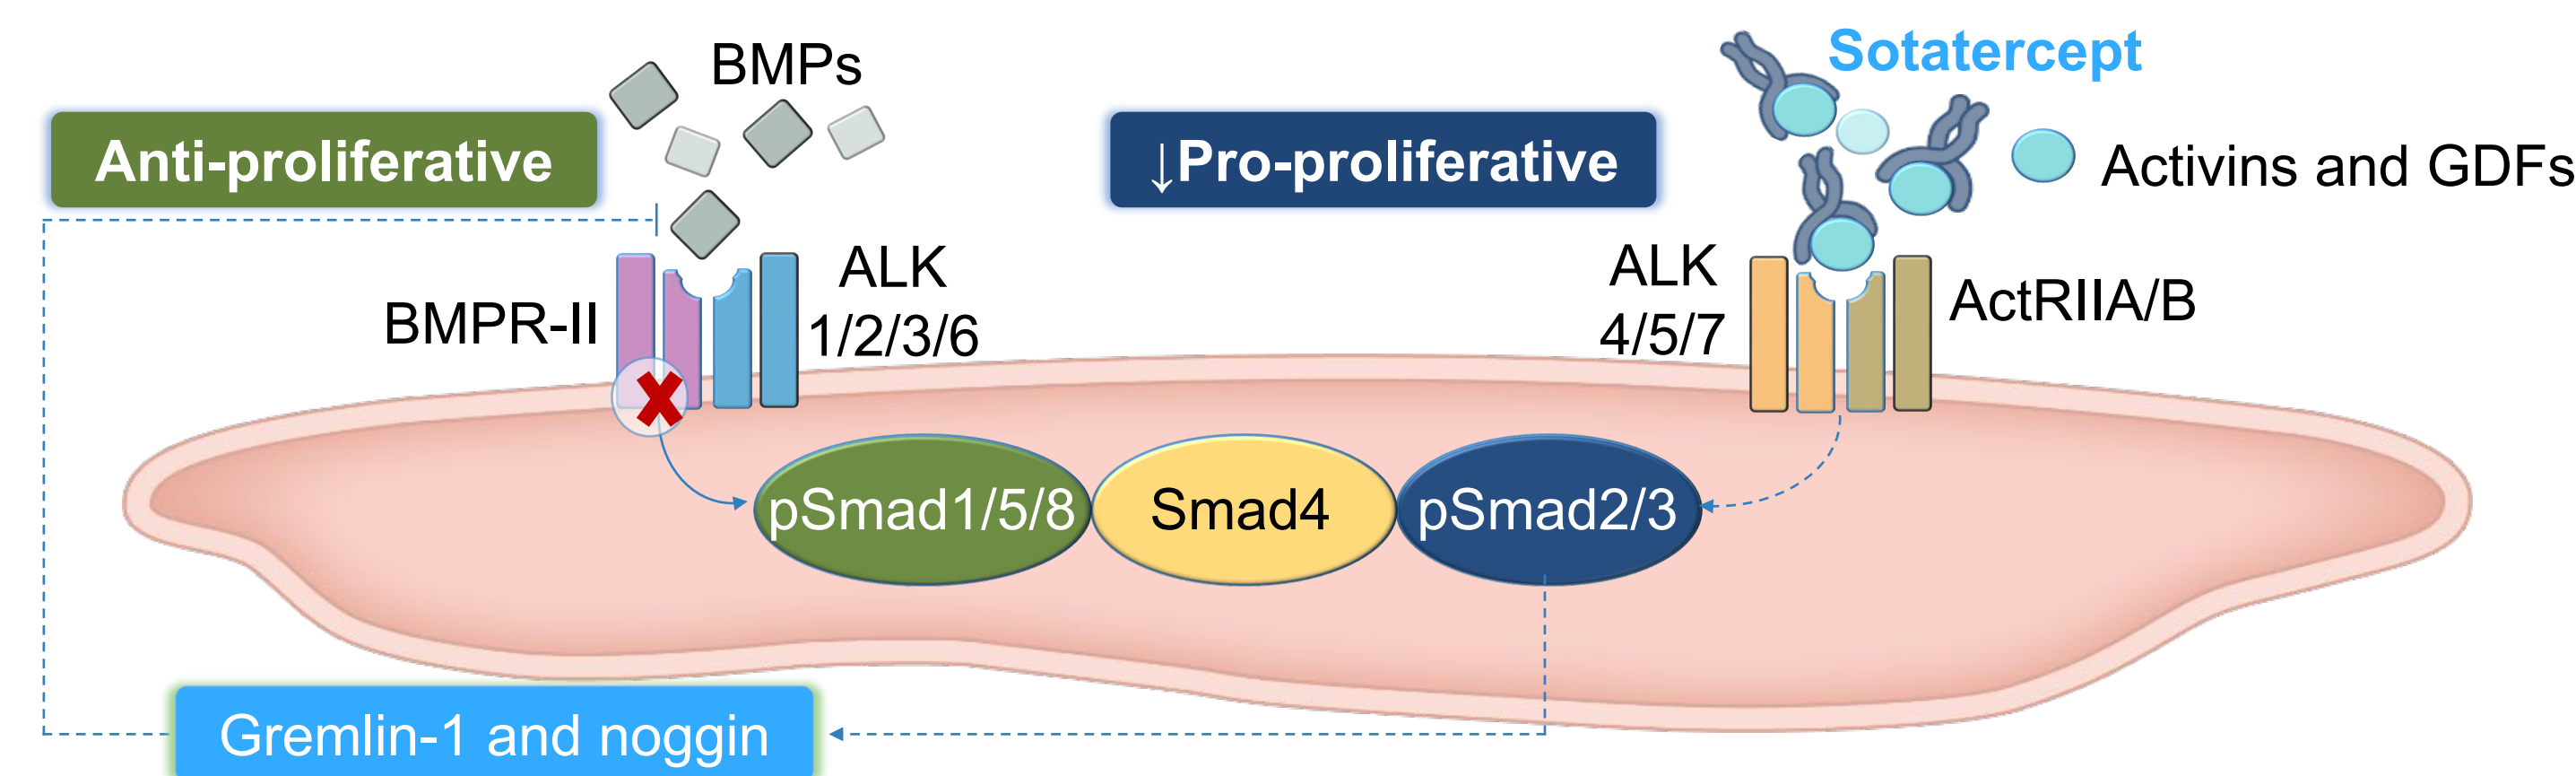 BMPs
Sotatercept
Anti-proliferative
↓Pro-proliferative
Activins and GDFs
BMPR-II
ALK
1/2/3/6
ALK
4/5/7
ActRIIA/B
pSmad1/5/8
Smad4
pSmad2/3
Gremlin-1 and noggin